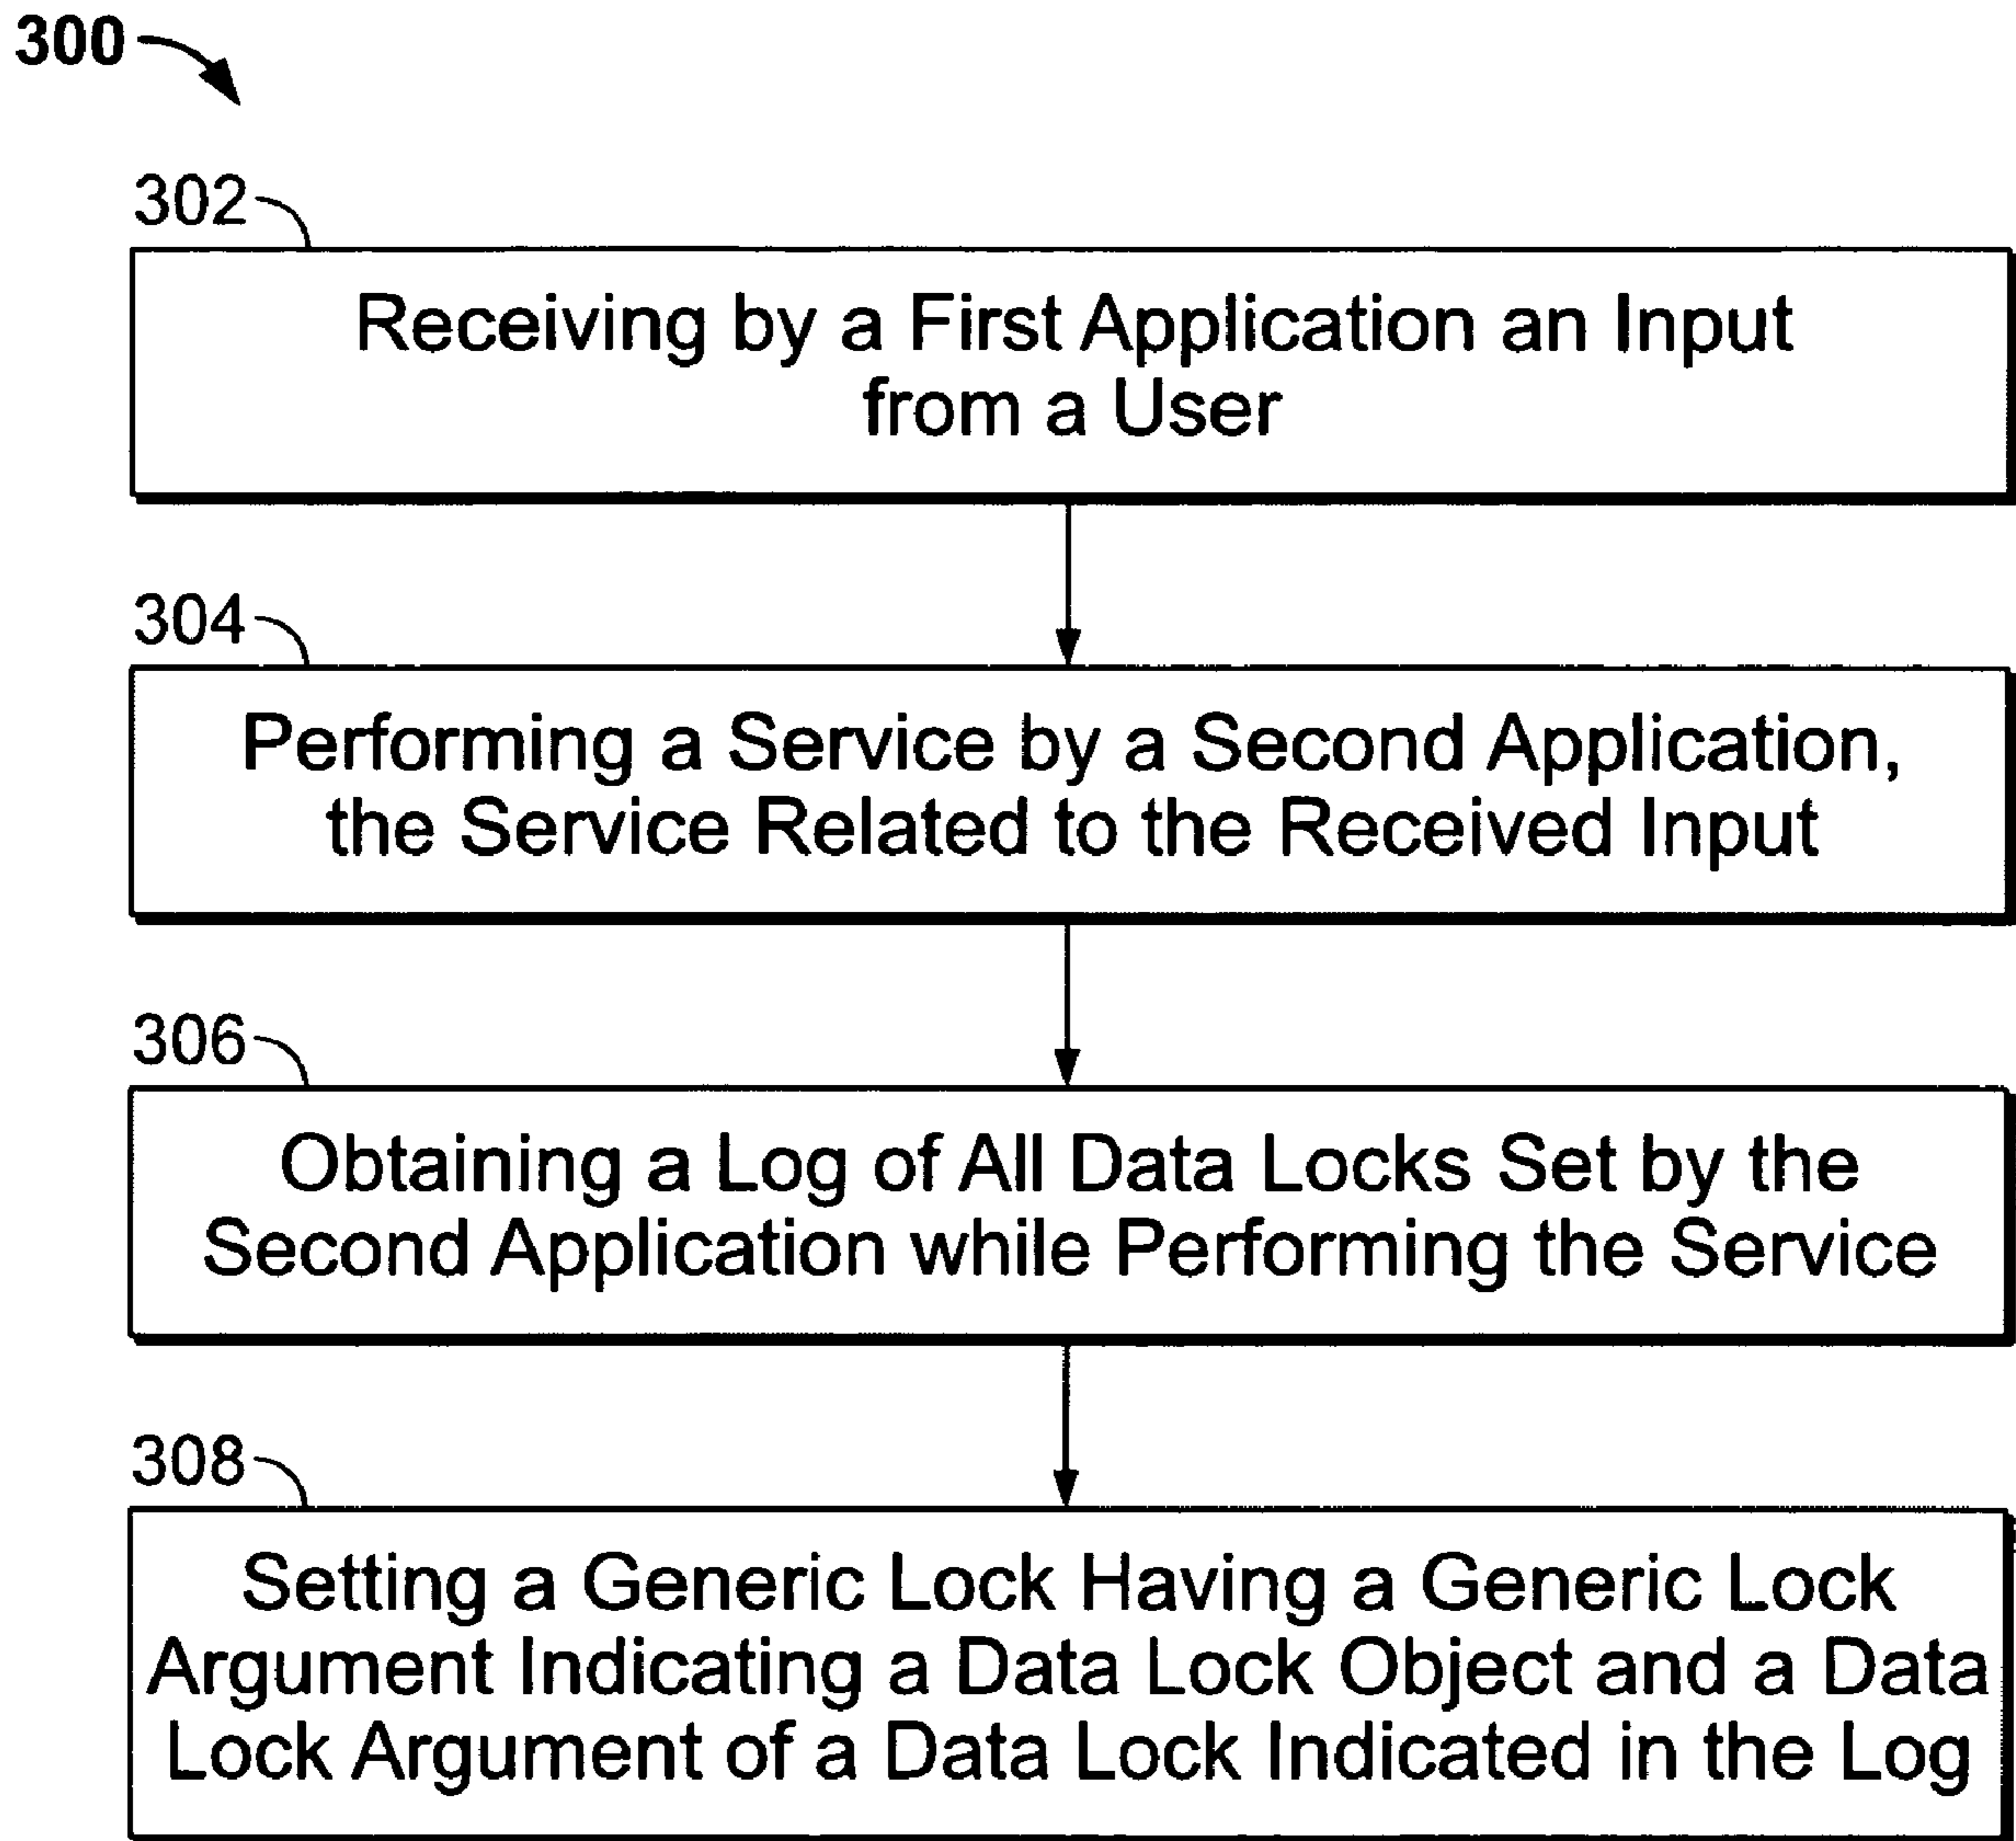 300
302
Receiving by a First Application an Input
from a User
304
Performing a Service by a Second Application,
the Service Related to the Received Input
306
Obtaining a Log of All Data Locks Set by the
Second Application while Performing the Service
308
Setting a Generic Lock Having a Generic Lock
Argument Indicating a Data Lock Object and a Data
Lock Argument of a Data Lock Indicated in the Log